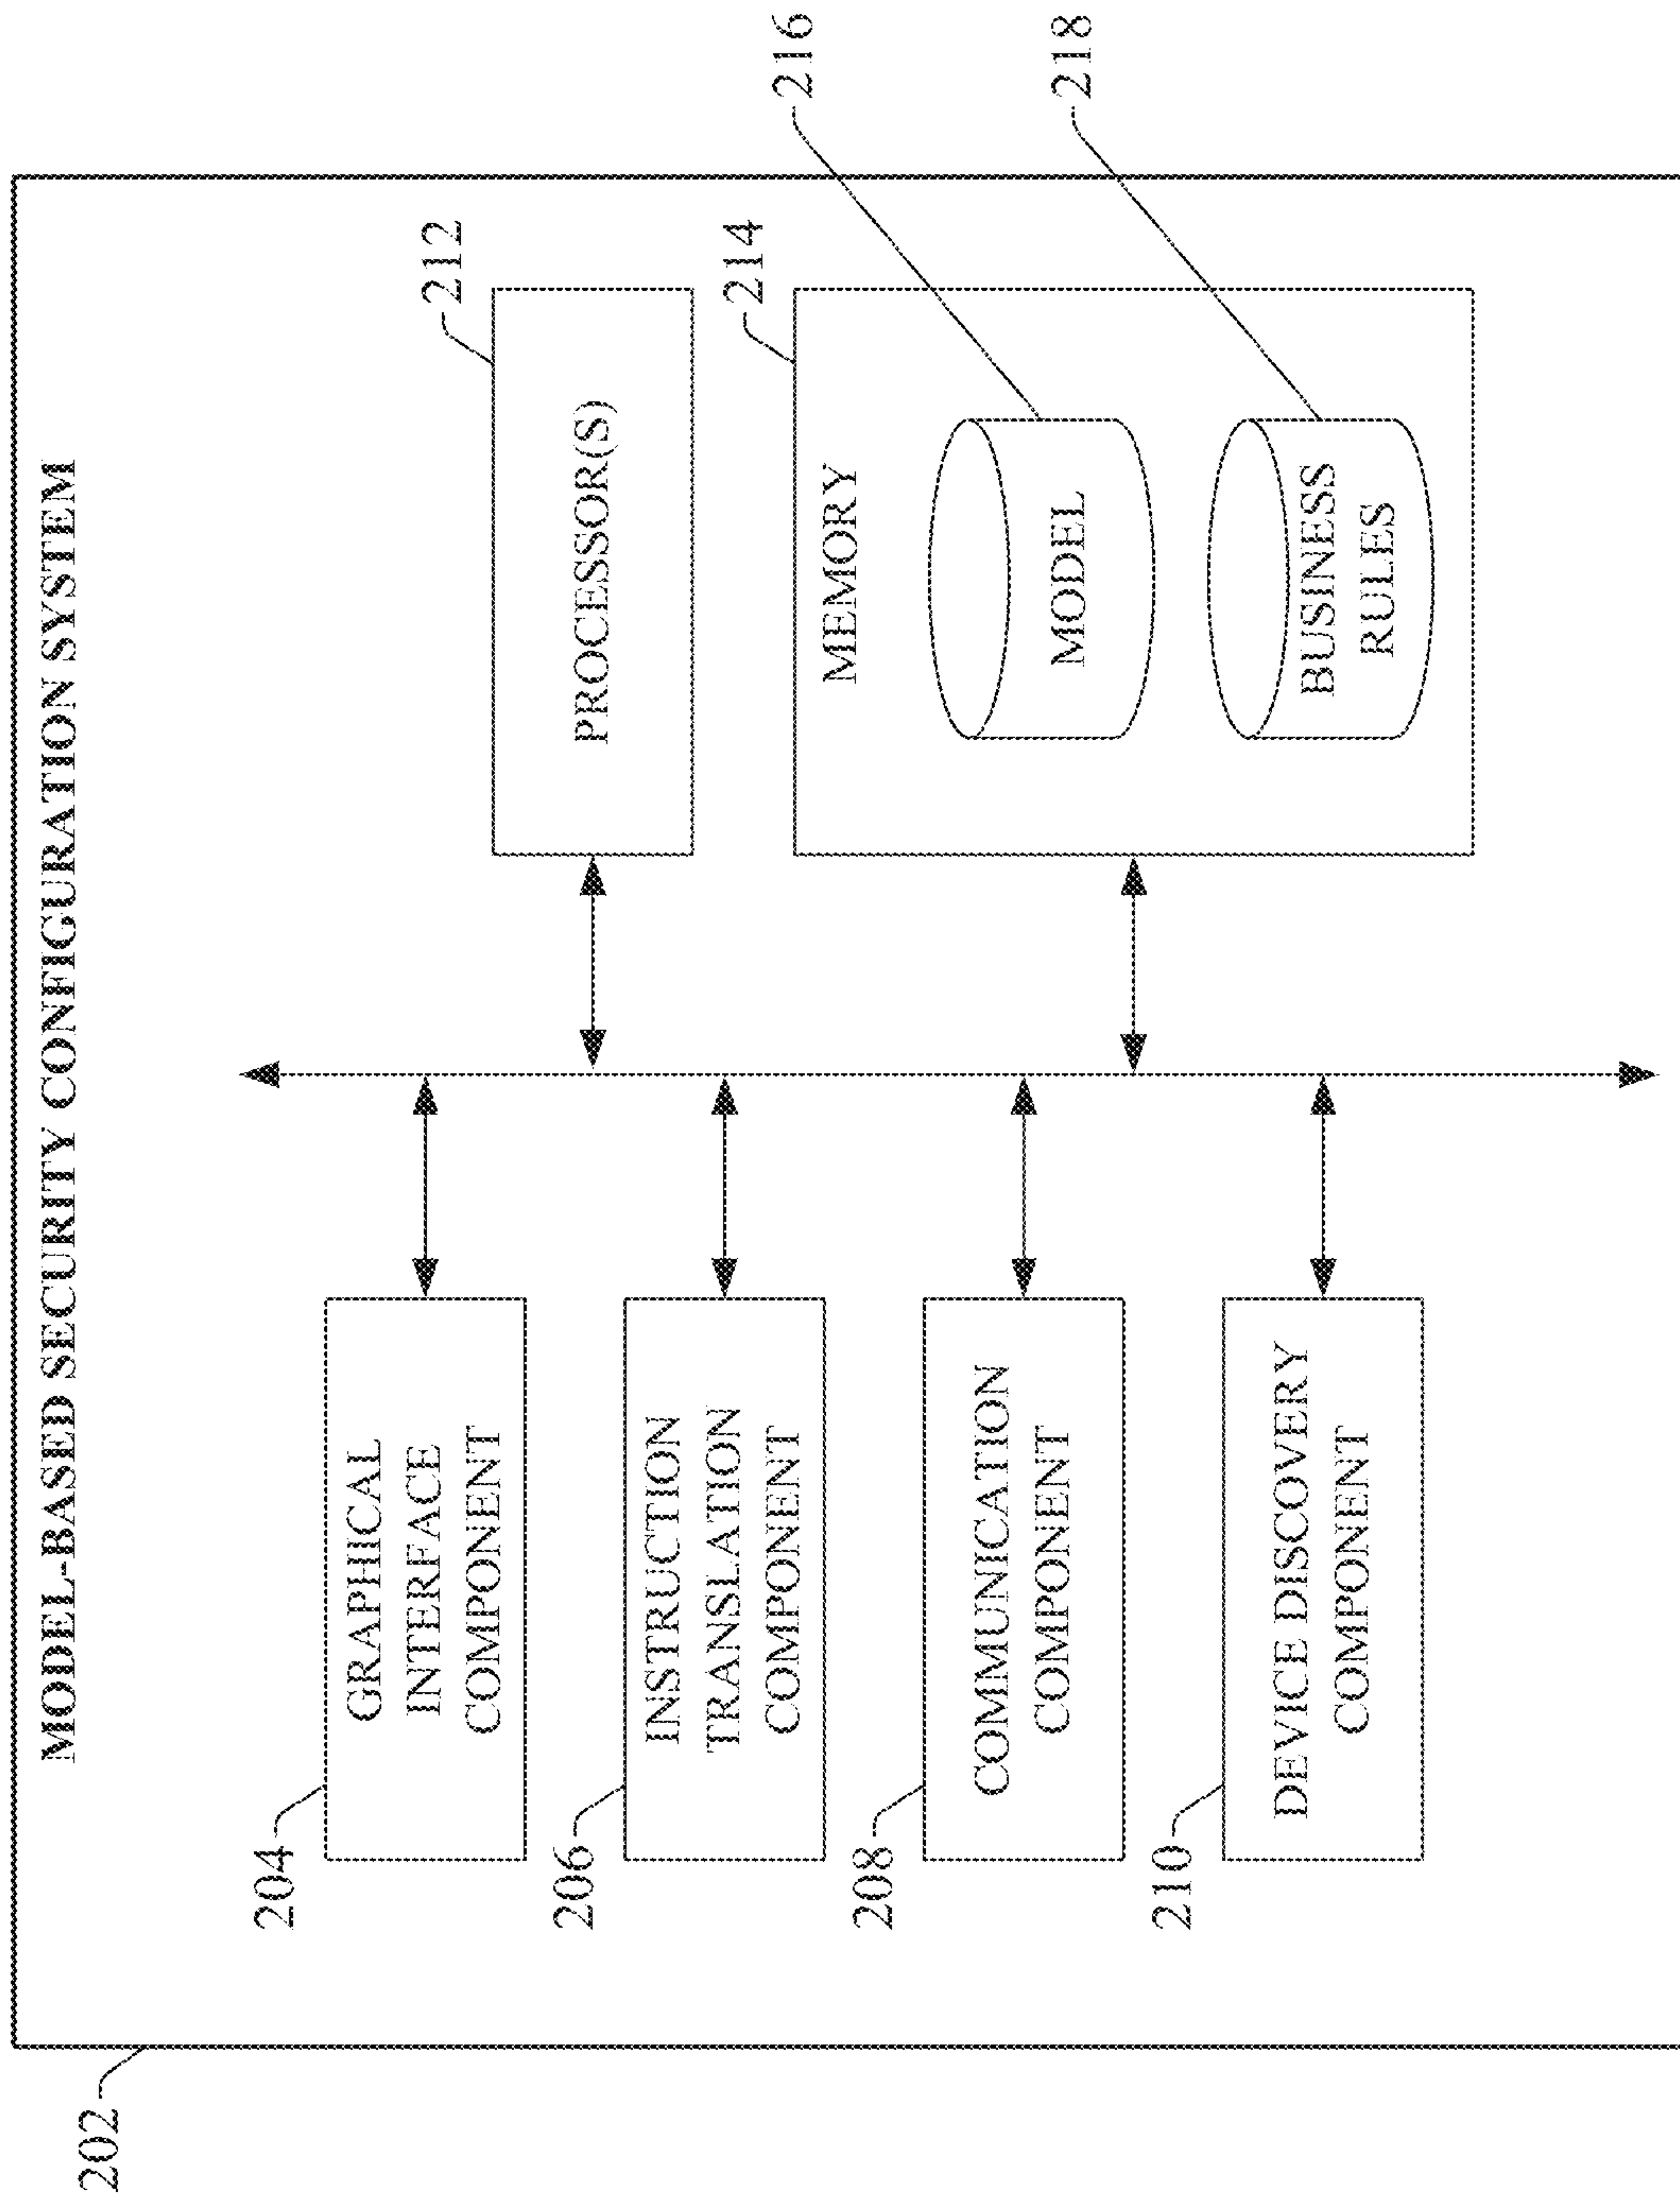 MODEL-BASED SECURITY CONFIGURATION SYSTEM
202
204
GRAPHICAL
INTERFACE
COMPONENT
206
INSTRUCTION
TRANSLATION
COMPONENT
208
COMMUNICATION
COMPONENT
210
DEVICE DISCOVERY
COMPONENT
212
PROCESSOR(S)
214
MEMORY
MODEL
216
BUSINESS
RULES
218